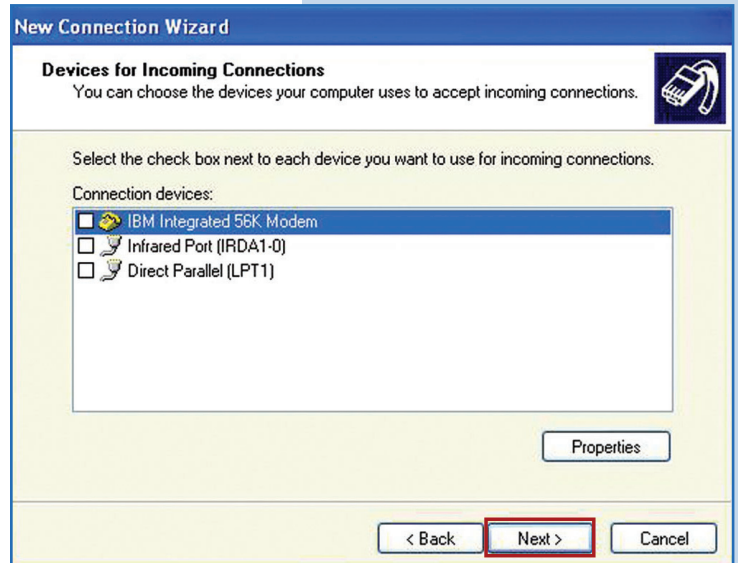 New Connection Wizard
Devices for Incoming Connections
You can choose the devices your computer uses to accept incoming connections.
Select the check box next to each device you want to use for incoming connections.
Connection devices:
IBM Integrated 56K Modem
Infrared Port (IRDA1-0)
Direct Parallel (LPT1)
Properties
< Back Next > Cancel